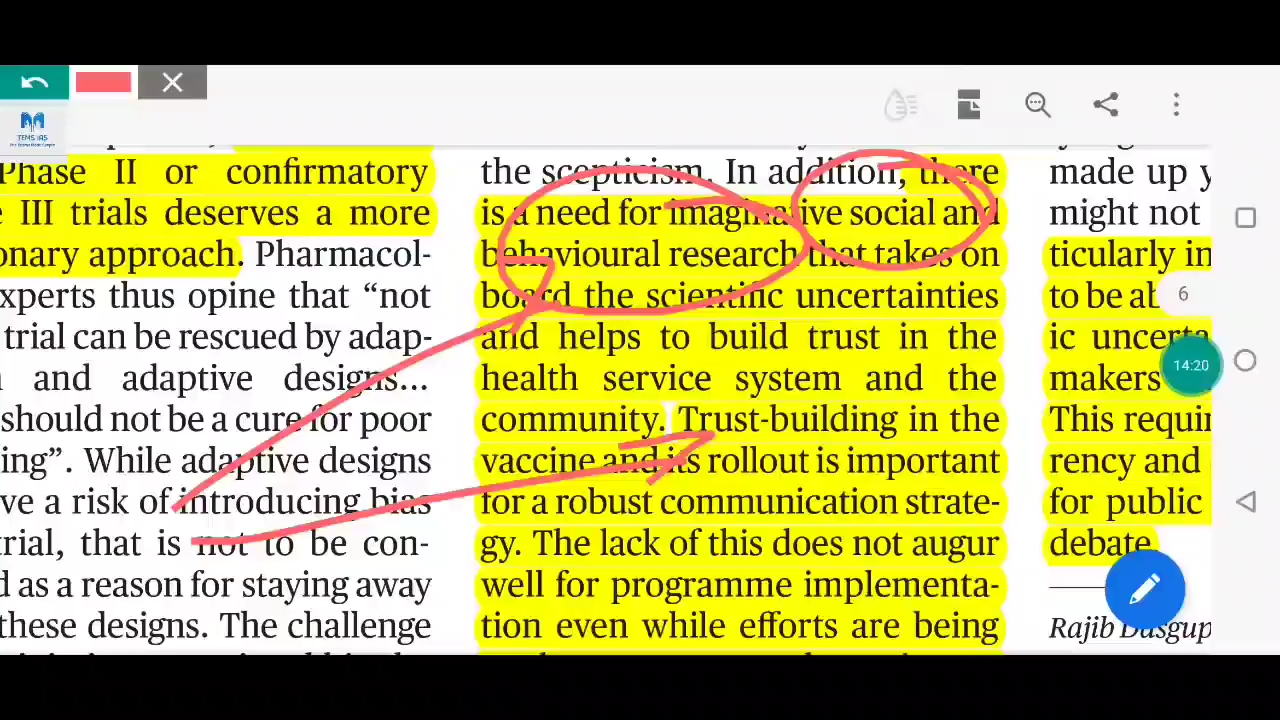 TEMS IAS
Phase II or confirmatory
III trials deserves a more
onary approach. Pharmacol-
xperts thus opine that “not
trial can be rescued by adap-
and adaptive designs...
should not be a cure for poor
ing”. While adaptive designs
ve a risk of introducing bias
rial, that is not to be con-
d as a reason for staying away
these designs. The challenge
the scepticism. In addition, there
is a need for imaginative social and
behavioural research that takes on
board the scientific uncertainties
and helps to build trust in the
health service system and the
community. Trust-building in the
vaccine and its rollout is important
for a robust communication strate-
gy. The lack of this does not augur
well for programme implementa-
tion even while efforts are being
made up y
might not
ticularly in
to be ab
ic uncerta
makers
This requir
rency and
for public
debate.
Rajib Dasgup
6
14:20